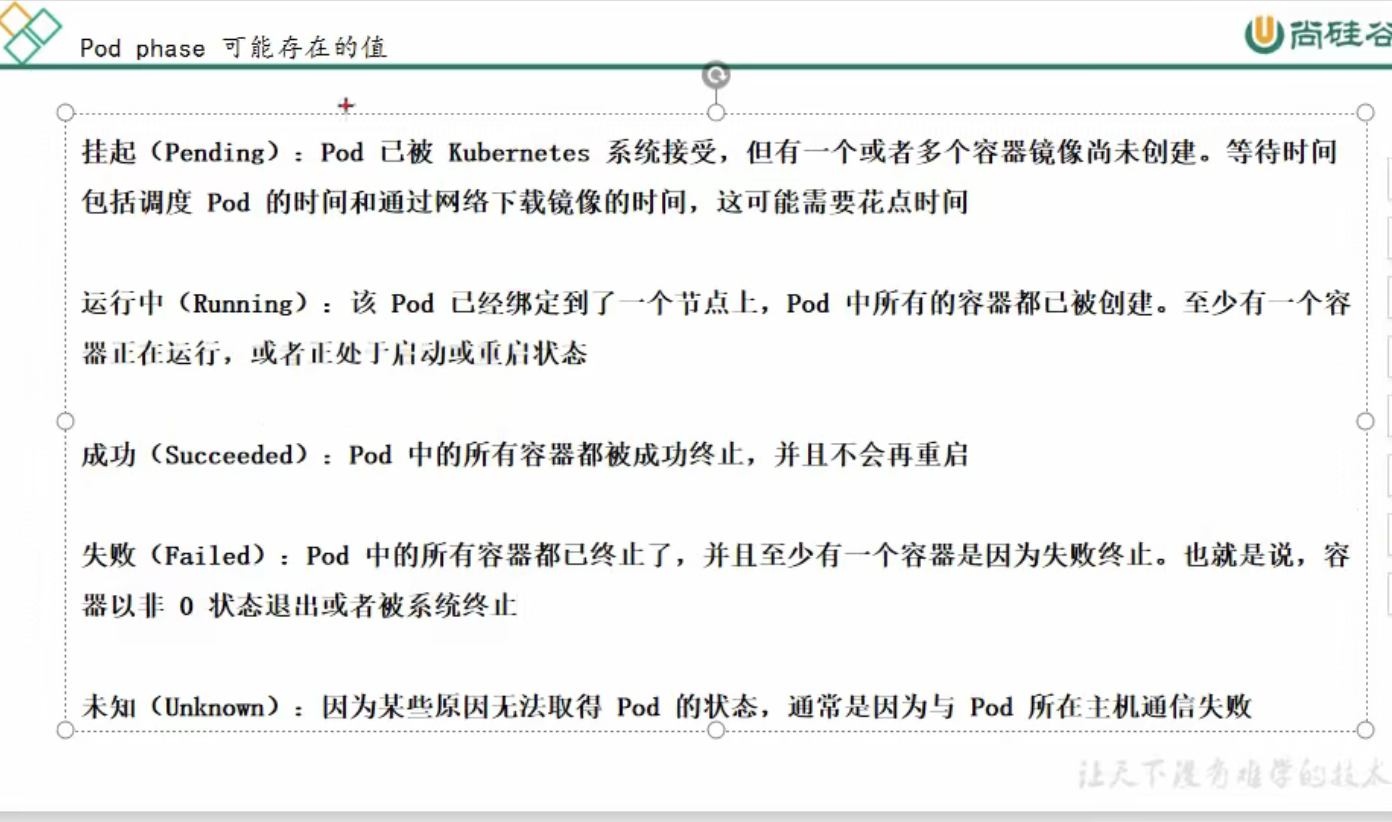 Pod phase 可能存在的值
尚硅谷
挂起（Pending）：Pod 已被 Kubernetes 系统接受，但有一个或者多个容器镜像尚未创建。等待时间
包括调度 Pod 的时间和通过网络下载镜像的时间，这可能需要花点时间
运行中（Running）：该 Pod 已经绑定到了一个节点上，Pod 中所有的容器都已被创建。至少有一个容
器正在运行，或者正处于启动或重启状态
成功（Succeeded）：Pod 中的所有容器都被成功终止，并且不会再重启
失败（Failed）：Pod 中的所有容器都已终止了，并且至少有一个容器是因为失败终止。也就是说，容
器以非 0 状态退出或者被系统终止
未知（Unknown）：因为某些原因无法取得 Pod 的状态，通常是因为与 Pod 所在主机通信失败
让天下没有难学的技术